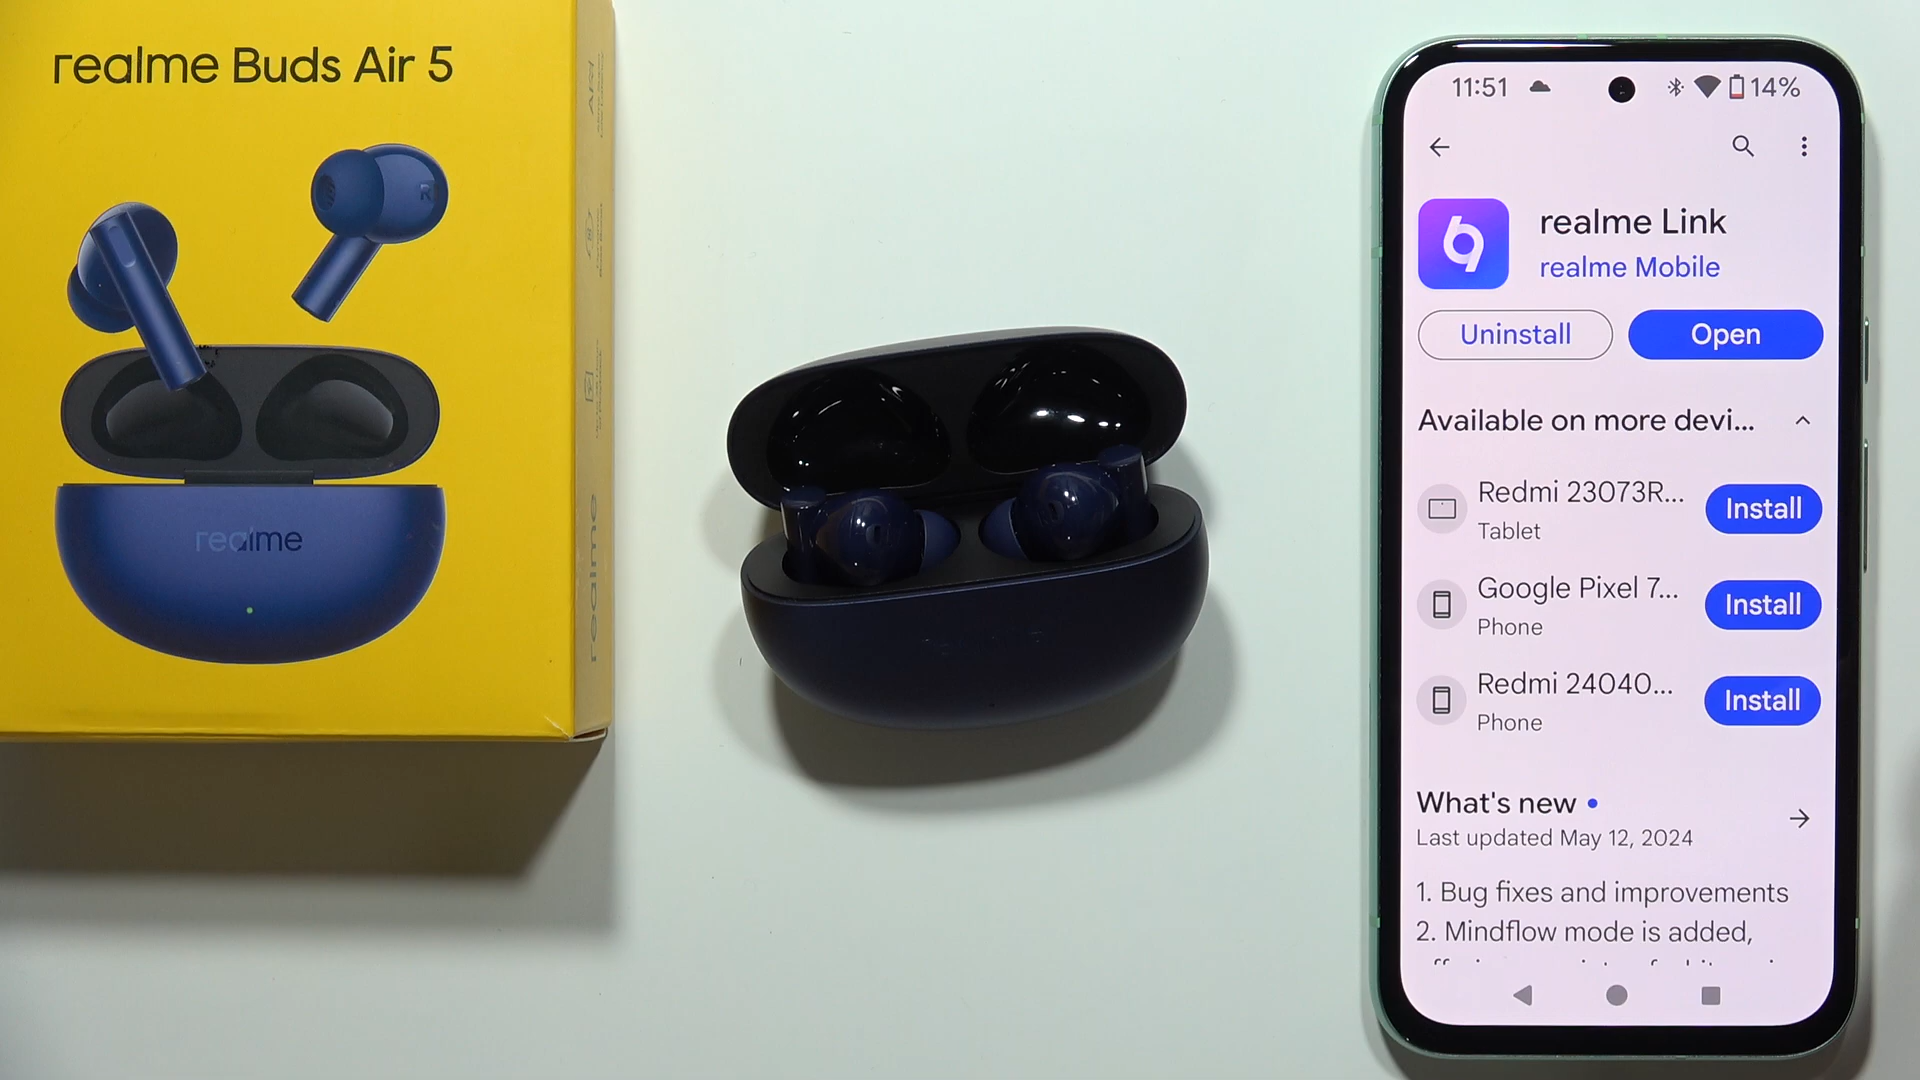 realme Buds Air 5
realme
realme
11:51
14%
realme Link
realme Mobile
Uninstall
Open
Available on more devi...
Redmi 23073R...
Tablet
Install
Google Pixel 7...
Phone
Install
Redmi 24040...
Phone
Install
What's new
Last updated May 12, 2024
1. Bug fixes and improvements
2. Mindflow mode is added,